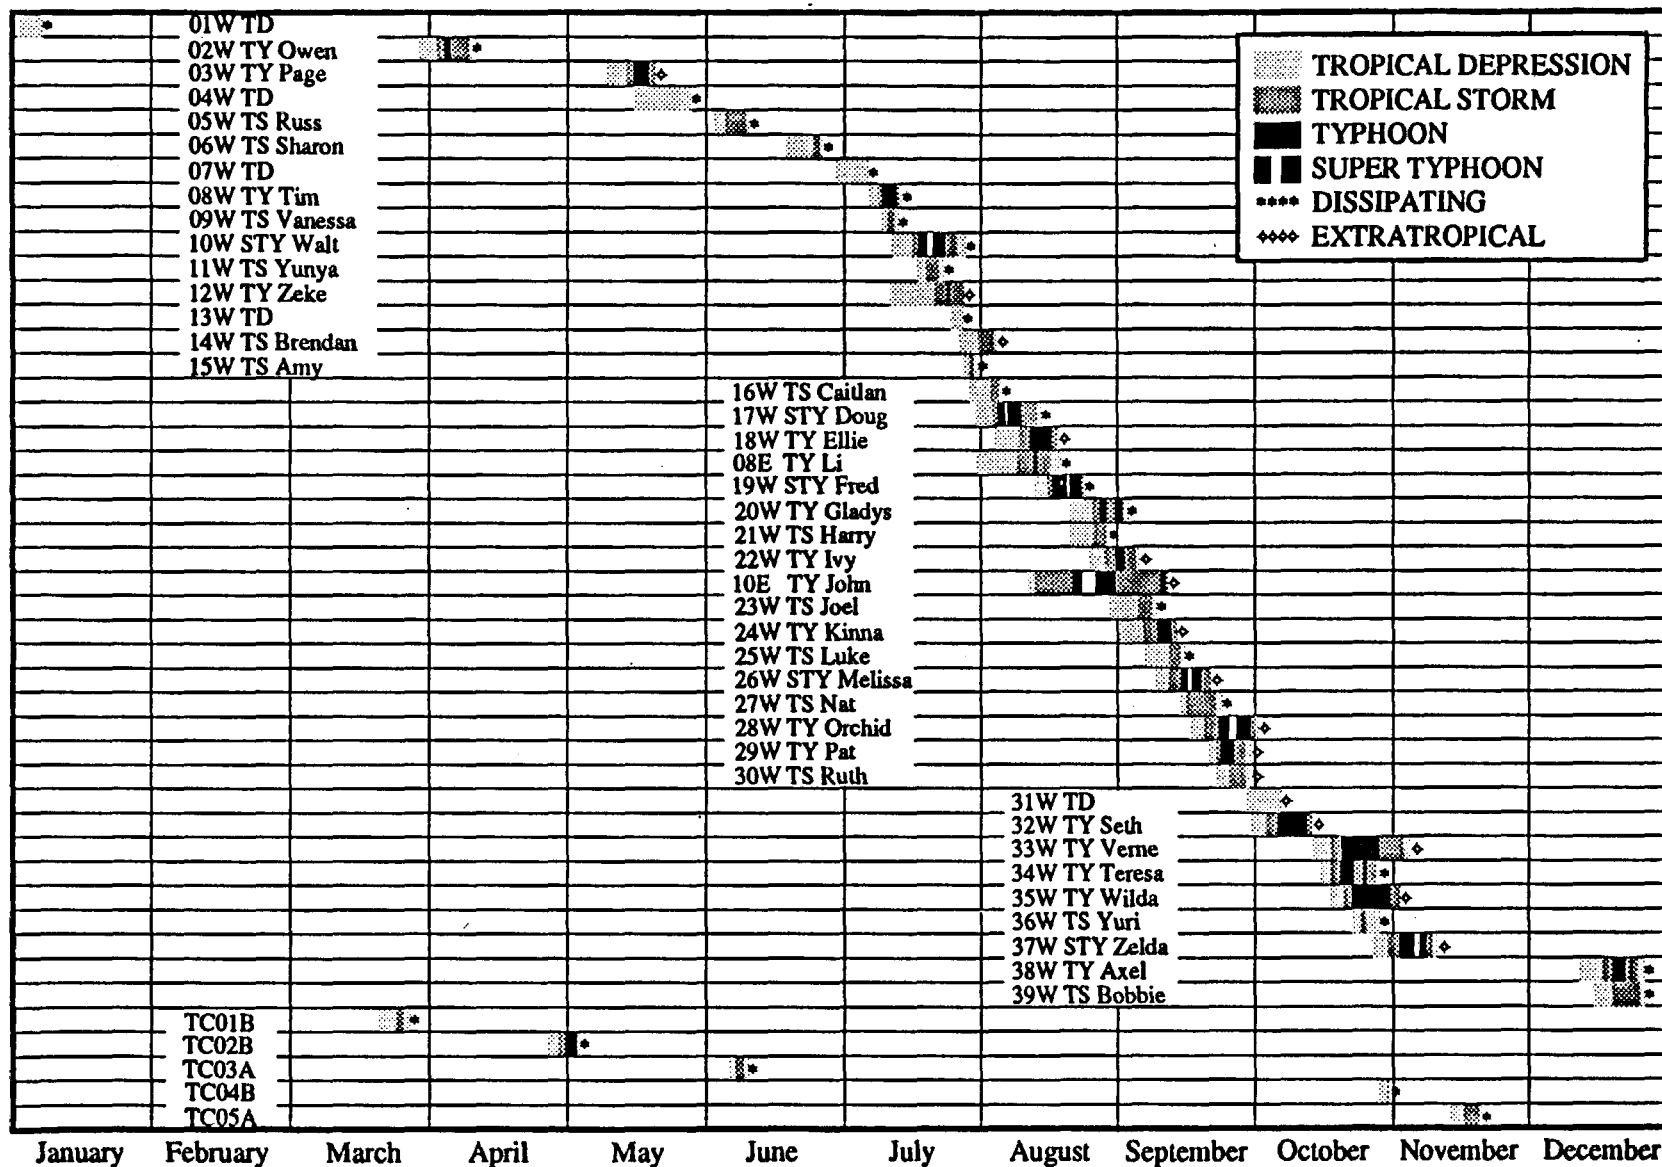 01W TD
02W TY Owen
03W TY Page
04W TD
05W TS Russ
06W TS Sharon
07W TD
08W TY Tim
09W TS Vanessa
10W STY Walt
11W TS Yunya
12W TY Zeke
13W TD
14W TS Brendan
15W TS Amy
16W TS Caitlan
17W STY Doug
18W TY Ellie
08E TY Li
19W STY Fred
20W TY Gladys
21W TS Harry
22W TY Ivy
10E TY John
23W TS Joel
24W TY Kinna
25W TS Luke
26W STY Melissa
27W TS Nat
28W TY Orchid
29W TY Pat
30W TS Ruth
31W TD
32W TY Seth
33W TY Verne
34W TY Teresa
35W TY Wilda
36W TS Yuri
37W STY Zelda
38W TY Axel
39W TS Bobbie
TC01B
TC02B
TC03A
TC04B
TC05A
TROPICAL DEPRESSION
TROPICAL STORM
TYPHOON
SUPER TYPHOON
**** DISSIPATING
⋄⋄⋄⋄ EXTRATROPICAL
January February March April May June July August September October November December